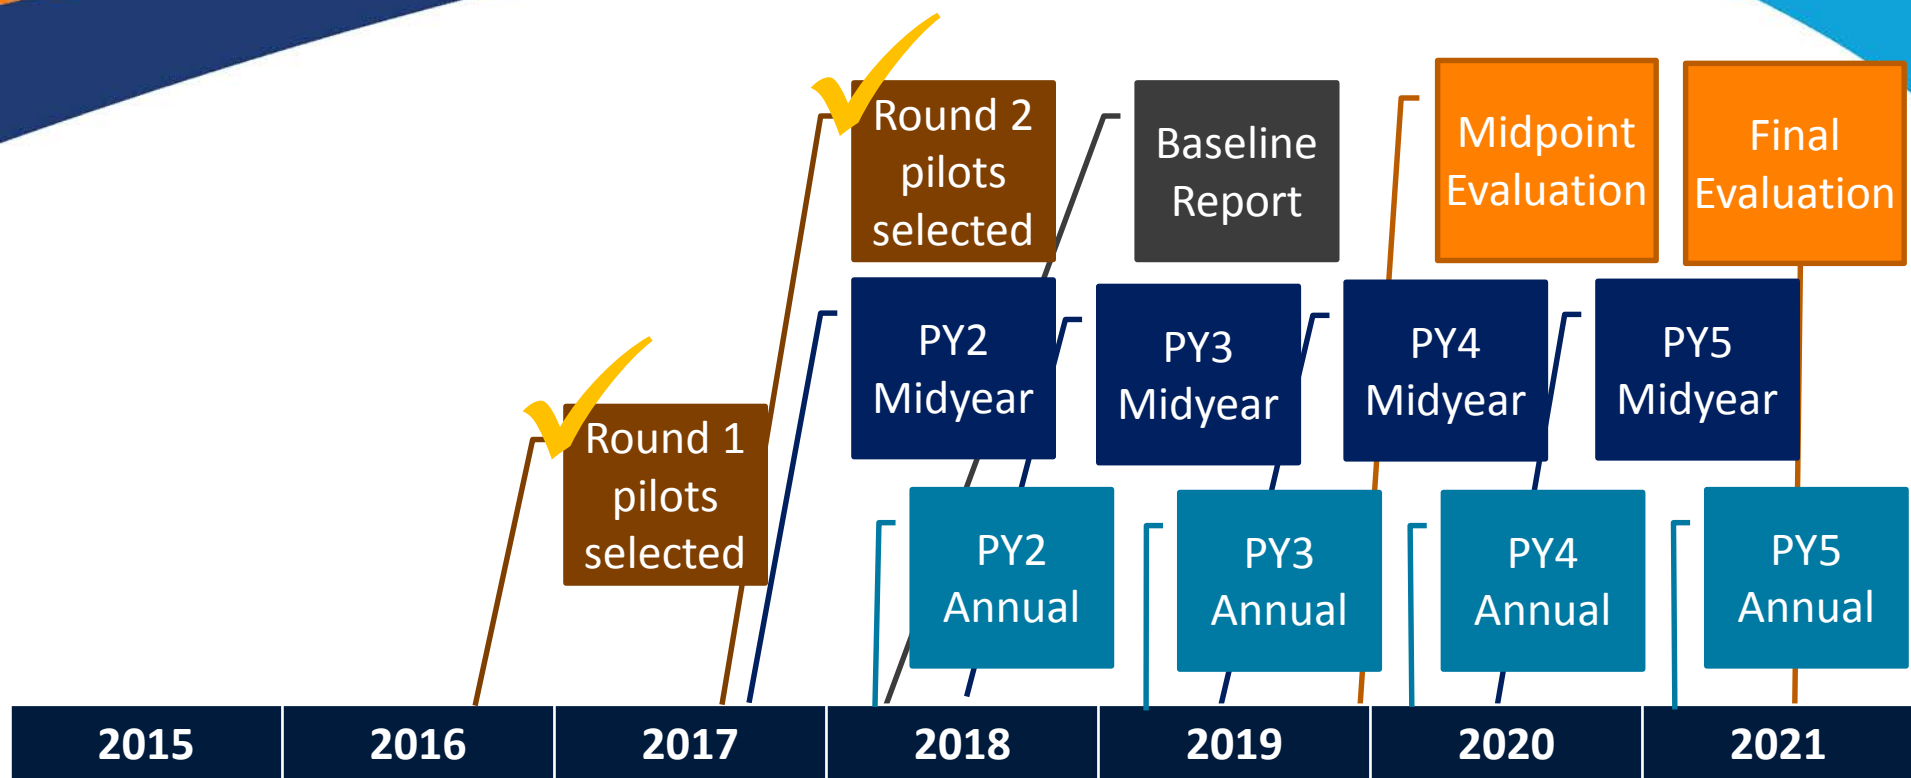 Round 2
pilots
selected
Baseline
Report
Midpoint
Evaluation
Final
Evaluation
PY2
Midyear
PY3
Midyear
PY4
Midyear
PY5
Midyear
Round 1
pilots
selected
PY2
Annual
PY3
Annual
PY4
Annual
PY5
Annual
2015
2016
2017
2018
2019
2020
2021